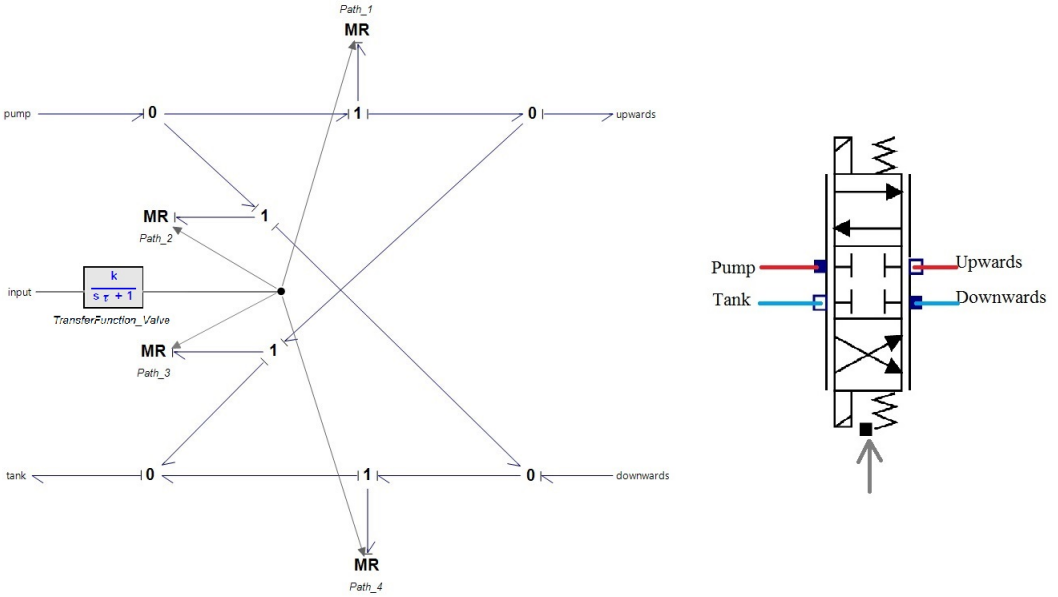 Path_1
MR
pump
0
1
0
upwards
MR
1
Path_2
input
k
s τ + 1
TransferFunction_Valve
MR
1
Path_3
tank
0
1
0
downwards
MR
Path_4
Pump
Upwards
Tank
Downwards